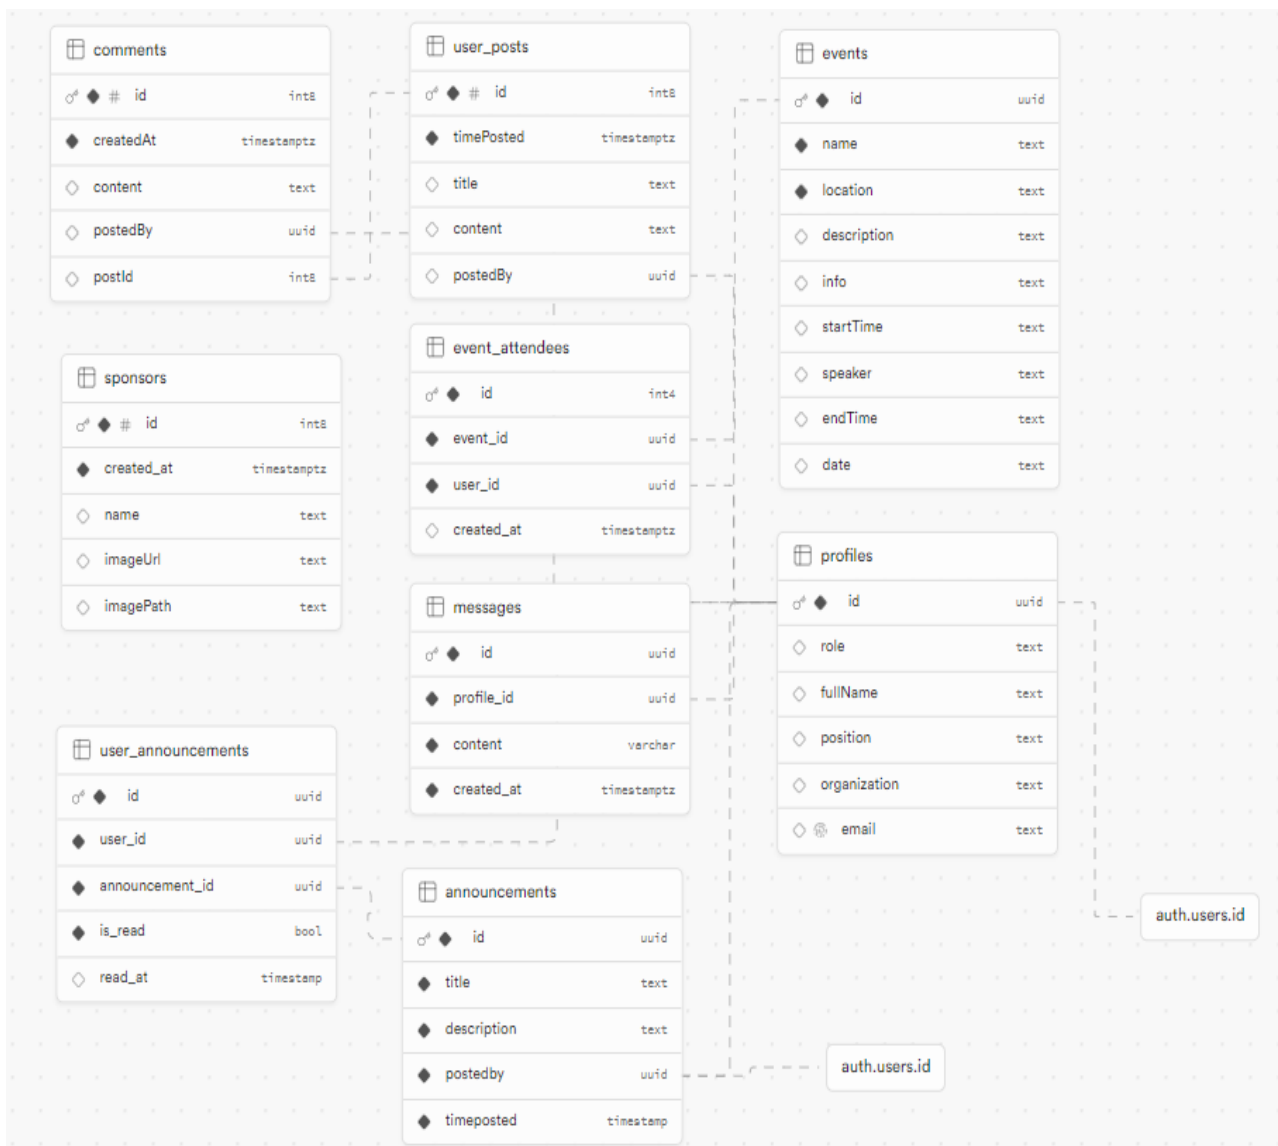 comments
# id int8
createdAt timestamptz
content text
postedBy uuid
postId int8
user_posts
# id int8
timePosted timestamptz
title text
content text
postedBy uuid
events
id uuid
name text
location text
description text
info text
startTime text
speaker text
endTime text
date text
sponsors
# id int8
created_at timestamptz
name text
imageUrl text
imagePath text
event_attendees
id int4
event_id uuid
user_id uuid
created_at timestamptz
messages
id uuid
profile_id uuid
content varchar
created_at timestamptz
profiles
id uuid
role text
fullName text
position text
organization text
email text
user_announcements
id uuid
user_id uuid
announcement_id uuid
is_read bool
read_at timestamp
announcements
id uuid
title text
description text
postedby uuid
timeposted timestamp
auth.users.id
auth.users.id